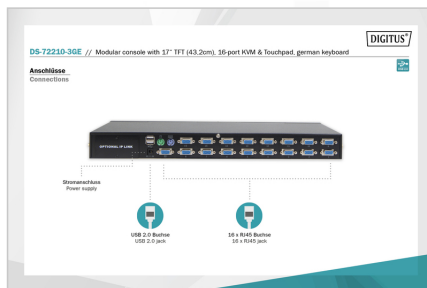 DIGITUS®
DS-72210-3GE // Modular console with 17" TFT (43,2cm), 16-port KVM & Touchpad, german keyboard
Anschlüsse
Connections
OPTIONAL IP LINK
Stromanschluss
Power supply
USB 2.0 Buchse
USB 2.0 jack
16 x RJ45 Buchse
16 x RJ45 jack